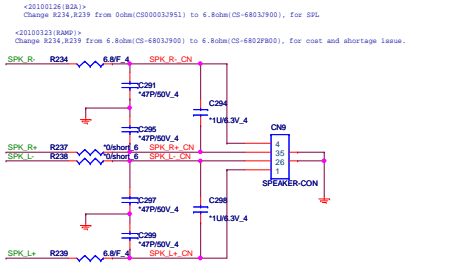 <20100126(B2A)>
Change R234,R239 from 0ohm(CS00003J951) to 6.8ohm(CS-6803J900), for SPL
<20100323(RAMP)>
Change R234,R239 from 6.8ohm(CS-6803J900) to 6.8ohm(CS-6802FB00), for cost and abortage issue.
SPK_R- R234 6.8/F_4 SPK_R-_CN
C291
*47P/50V_4
C294
*1U/6.3V_4
CN9
C295
*47P/50V_4
SPK_R+ R237 *0/short_6 SPK_R+_CN
SPK_L- R238 *0/short_6 SPK_L-_CN
4
35
26
1
SPEAKER-CON
C297
*47P/50V_4
C298
*1U/6.3V_4
C299
*47P/50V_4
SPK_L+ R239 6.8/F_4 SPK_L+_CN